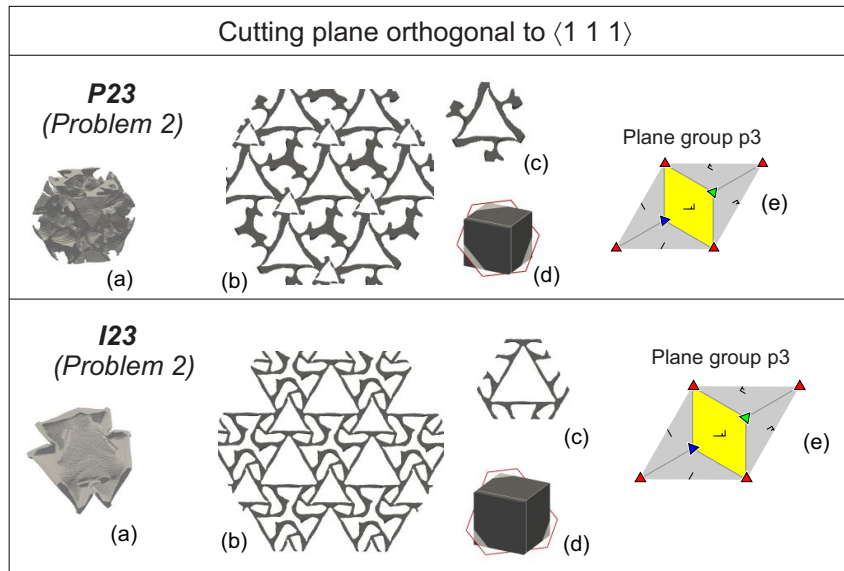 Cutting plane orthogonal to ⟨1 1 1⟩
P23
(Problem 2)
(a)
(b)
(c)
(d)
Plane group p3
(e)
I23
(Problem 2)
(a)
(b)
(c)
(d)
Plane group p3
(e)